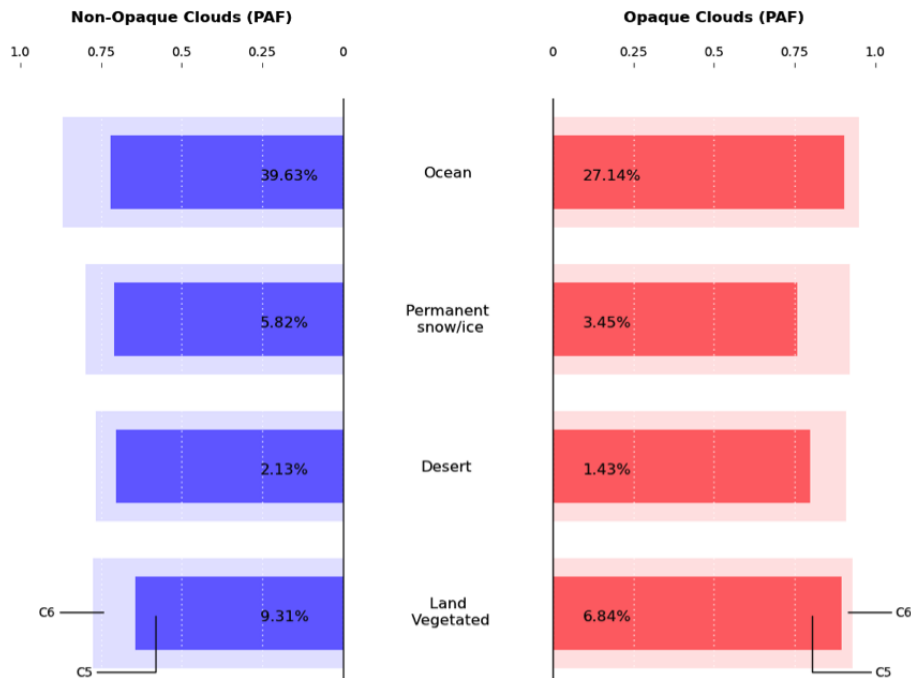 Non-Opaque Clouds (PAF)
Opaque Clouds (PAF)
1.0 0.75 0.5 0.25 0
0 0.25 0.5 0.75 1.0
39.63%
Ocean
27.14%
5.82%
Permanent
snow/ice
3.45%
2.13%
Desert
1.43%
C6
9.31%
Land
Vegetated
6.84%
C6
C5
C5